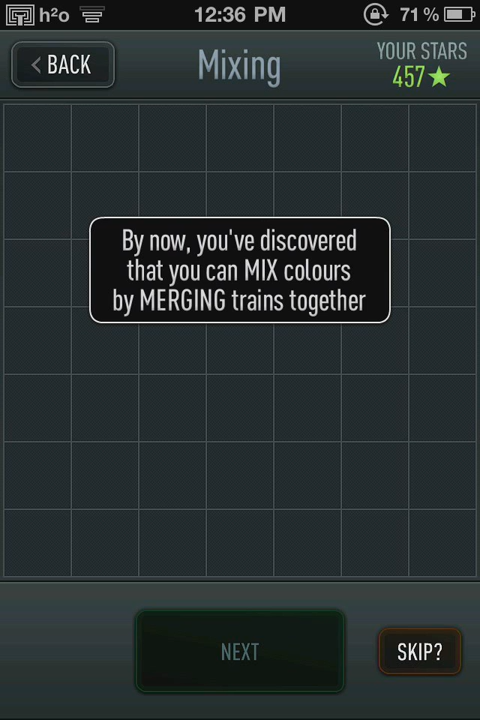 h²o 12:36 PM 71%
BACK Mixing YOUR STARS
457★
By now, you've discovered
that you can MIX colours
by MERGING trains together
NEXT SKIP?